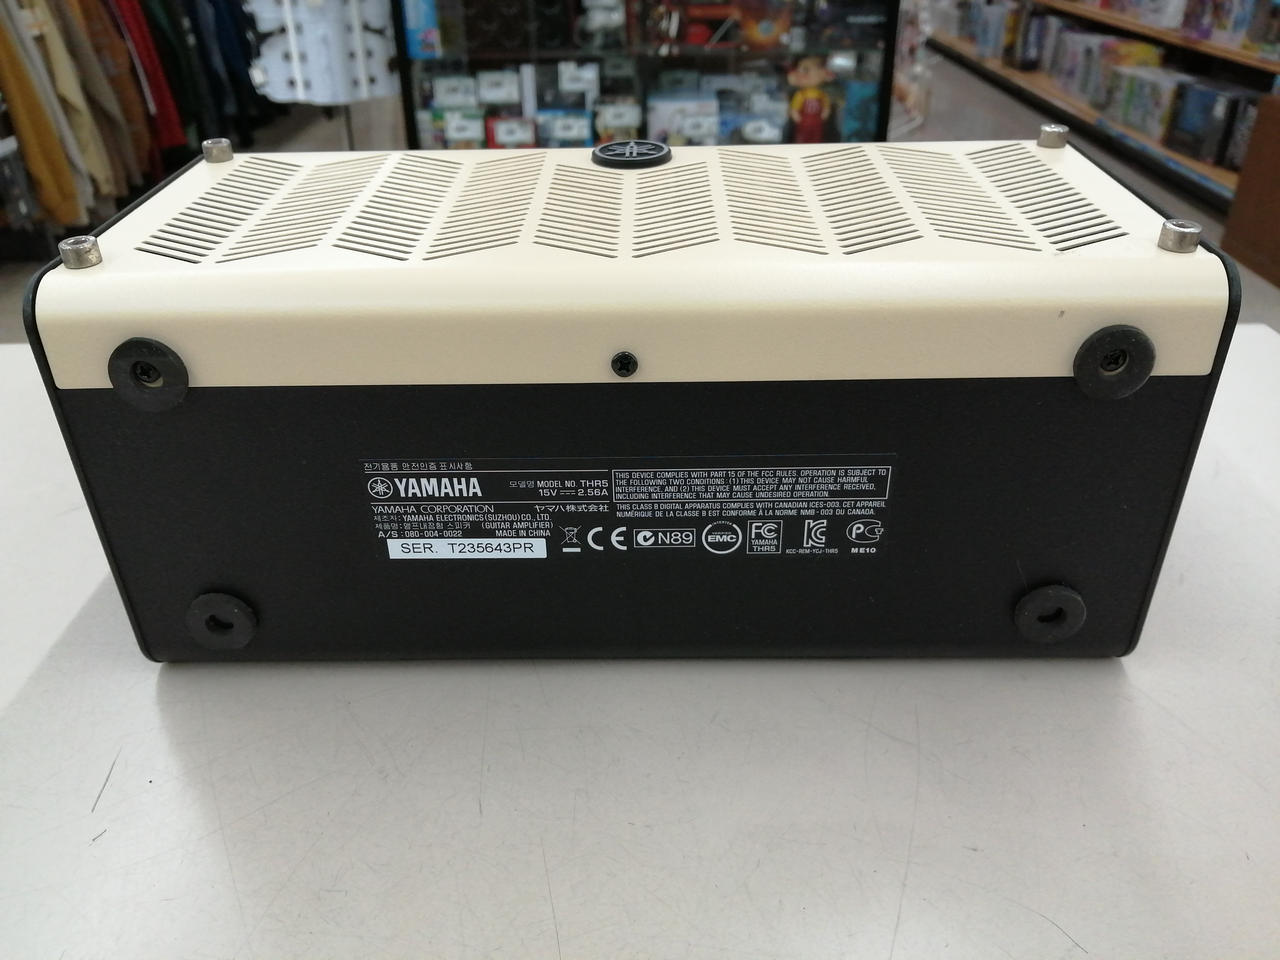 전기용품 안전인증 표시사항
YAMAHA
모델명 MODEL NO. THR5
15V 2.56A
YAMAHA CORPORATION ヤマハ株式会社
제조자: YAMAHA ELECTRONICS(SUZHOU)CO., LTD.
제품명: 앰프내장형 스피커 (GUITAR AMPLIFIER)
A/S : 080-004-0022 MADE IN CHINA
SER. T235643PR
THIS DEVICE COMPLIES WITH PART 15 OF THE FCC RULES. OPERATION IS SUBJECT TO
THE FOLLOWING TWO CONDITIONS : (1) THIS DEVICE MAY NOT CAUSE HARMFUL
INTERFERENCE, AND (2) THIS DEVICE MUST ACCEPT ANY INTERFERENCE RECEIVED,
INCLUDING INTERFERENCE THAT MAY CAUSE UNDESIRED OPERATION.
THIS CLASS B DIGITAL APPARATUS COMPLIES WITH CANADIAN ICES-003. CET APPAREIL
NUMÉRIQUE DE LA CLASSE B EST CONFORME À LA NORME NMB - 003 DU CANADA.
CE N89 EMC FC
YAMAHA
THR5
KCC-REM-YCJ-THR5
ME10